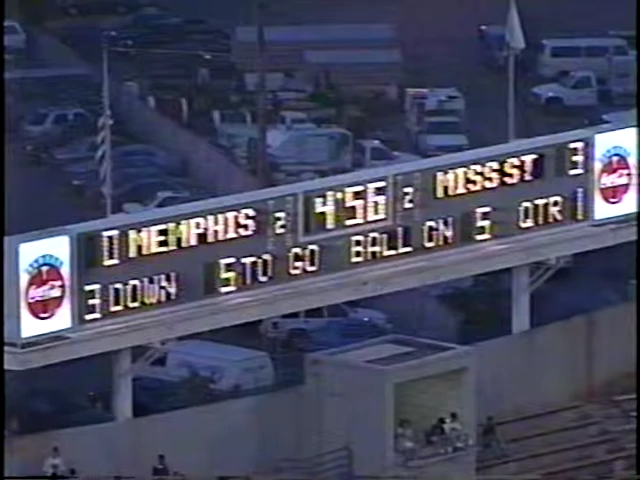 0 MEMPHIS 2 4:56 2 MISS ST 3
3 DOWN 5 TO GO BALL ON 5 QTR 1
Coca-Cola
Coca-Cola